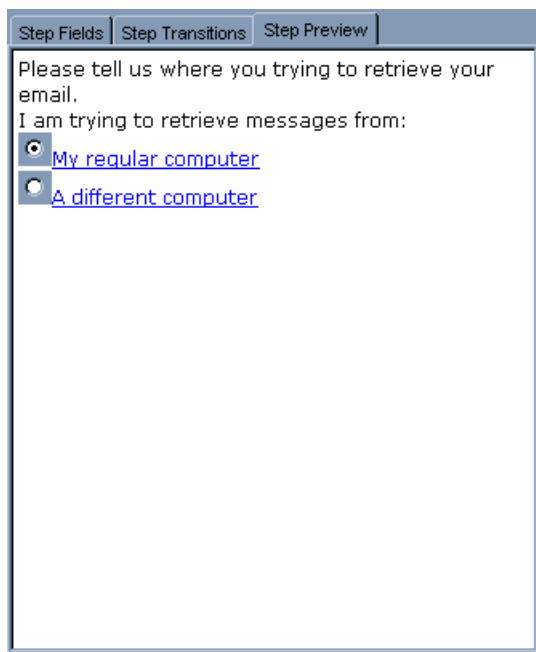 Step Fields Step Transitions Step Preview
Please tell us where you trying to retrieve your
email.
I am trying to retrieve messages from:
My regular computer
A different computer